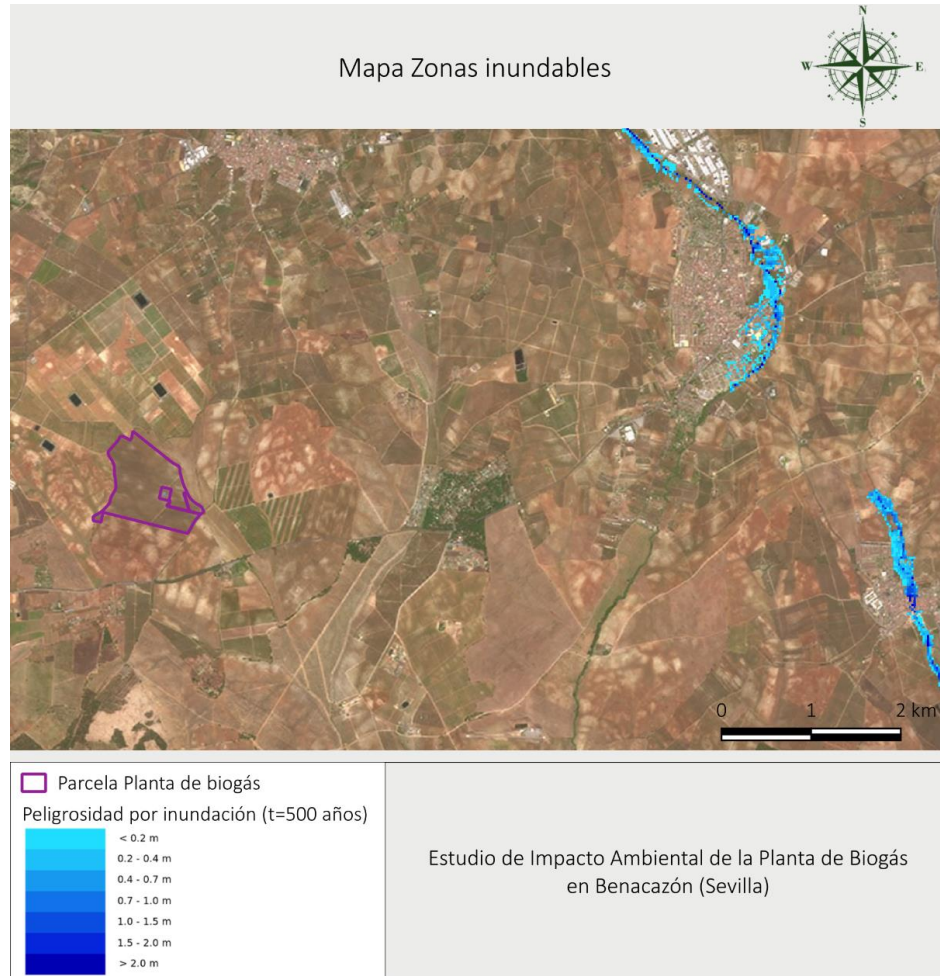 Mapa Zonas inundables
N
W
E
S
0 1 2 km
Parcela Planta de biogás
Peligrosidad por inundación (t=500 años)
< 0.2 m
0.2 - 0.4 m
0.4 - 0.7 m
0.7 - 1.0 m
1.0 - 1.5 m
1.5 - 2.0 m
> 2.0 m
Estudio de Impacto Ambiental de la Planta de Biogás
en Benacazón (Sevilla)